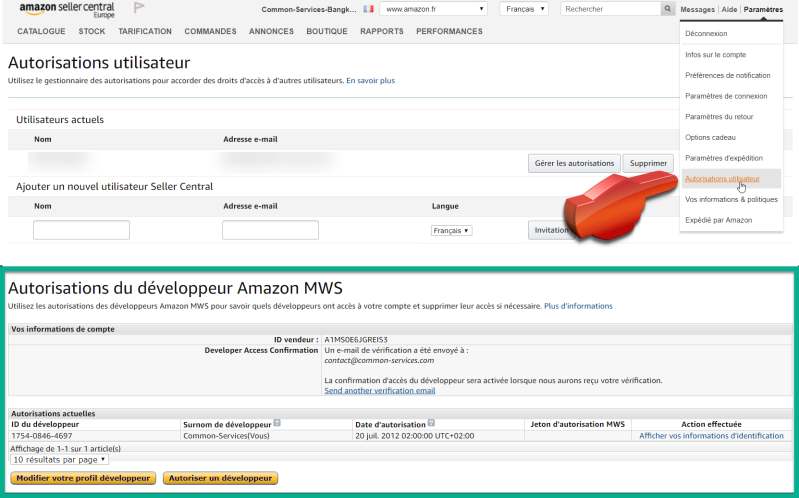 amazon seller central
Europe
Common-Services-Bangk... www.amazon.fr Français Rechercher Messages | Aide | Paramètres
CATALOGUE STOCK TARIFICATION COMMANDES ANNONCES BOUTIQUE RAPPORTS PERFORMANCES
Déconnexion
Infos sur le compte
Préférences de notification
Paramètres de connexion
Paramètres du retour
Options cadeau
Paramètres d'expédition
Autorisations utilisateur
Vos informations & politiques
Expédié par Amazon
Autorisations utilisateur
Utilisez le gestionnaire des autorisations pour accorder des droits d'accès à d'autres utilisateurs. En savoir plus
Utilisateurs actuels
Nom Adresse e-mail
Gérer les autorisations Supprimer
Ajouter un nouvel utilisateur Seller Central
Nom Adresse e-mail Langue
Français Invitation
Autorisations du développeur Amazon MWS
Utilisez les autorisations des développeurs Amazon MWS pour savoir quels développeurs ont accès à votre compte et supprimer leur accès si nécessaire. Plus d'informations
Vos informations de compte
ID vendeur : A1MS0E6JGREIS3
Developer Access Confirmation Un e-mail de vérification a été envoyé à :
contact@common-services.com
La confirmation d'accès du développeur sera activée lorsque nous aurons reçu votre vérification.
Send another verification email
Autorisations actuelles
ID du développeur Surnom de développeur ? Date d'autorisation ? Jeton d'autorisation MWS Action effectuée
1754-0846-4697 Common-Services(Vous) 20 juil. 2012 02:00:00 UTC+02:00 Afficher vos informations d'identification
Affichage de 1-1 sur 1 article(s)
10 résultats par page
Modifier votre profil développeur Autoriser un développeur